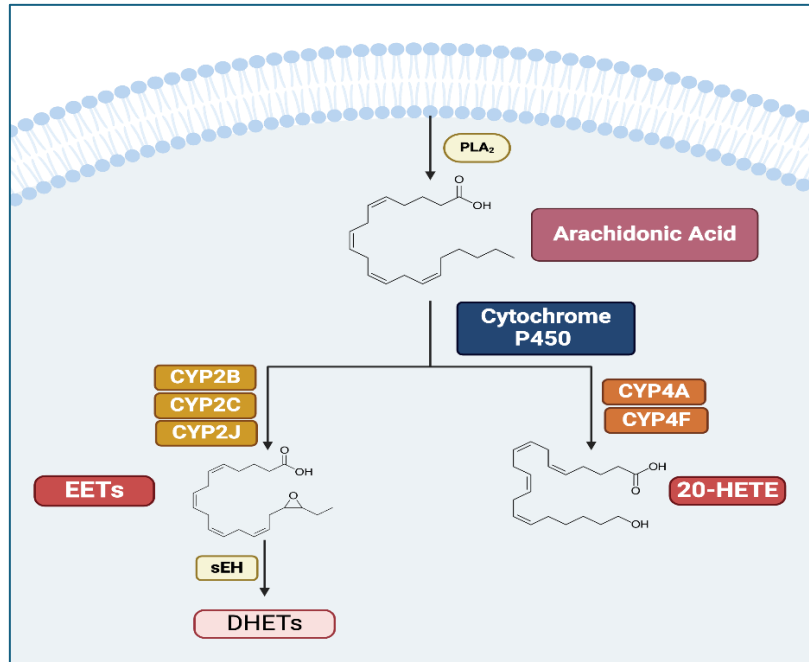 PLA₂
O
OH
Arachidonic Acid
Cytochrome
P450
CYP2B
CYP2C
CYP2J
CYP4A
CYP4F
O
OH
O
EETs
OH
O
OH
20-HETE
sEH
DHETs